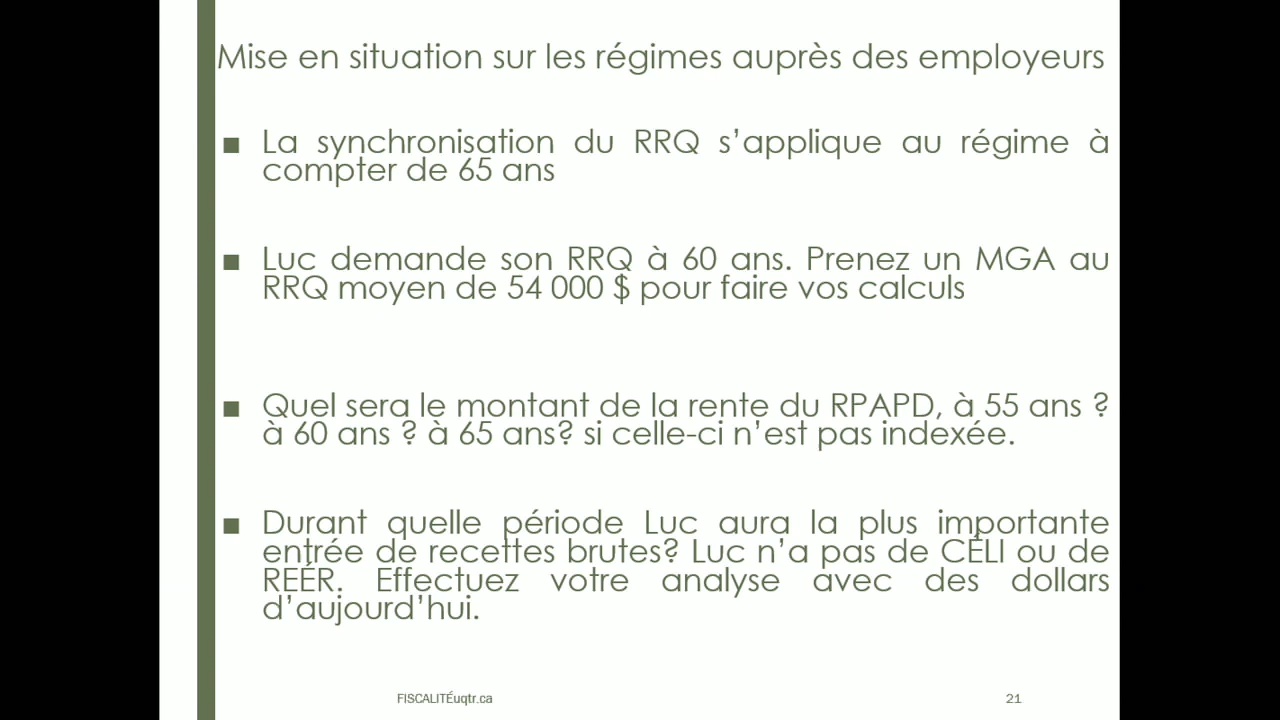 Mise en situation sur les régimes auprès des employeurs
■ La synchronisation du RRQ s’applique au régime à
compter de 65 ans
■ Luc demande son RRQ à 60 ans. Prenez un MGA au
RRQ moyen de 54 000 $ pour faire vos calculs
■ Quel sera le montant de la rente du RPAPD, à 55 ans ?
à 60 ans ? à 65 ans? si celle-ci n’est pas indexée.
■ Durant quelle période Luc aura la plus importante
entrée de recettes brutes? Luc n’a pas de CÉLI ou de
REÉR. Effectuez votre analyse avec des dollars
d’aujourd’hui.
FISCALITÉuqtr.ca
21